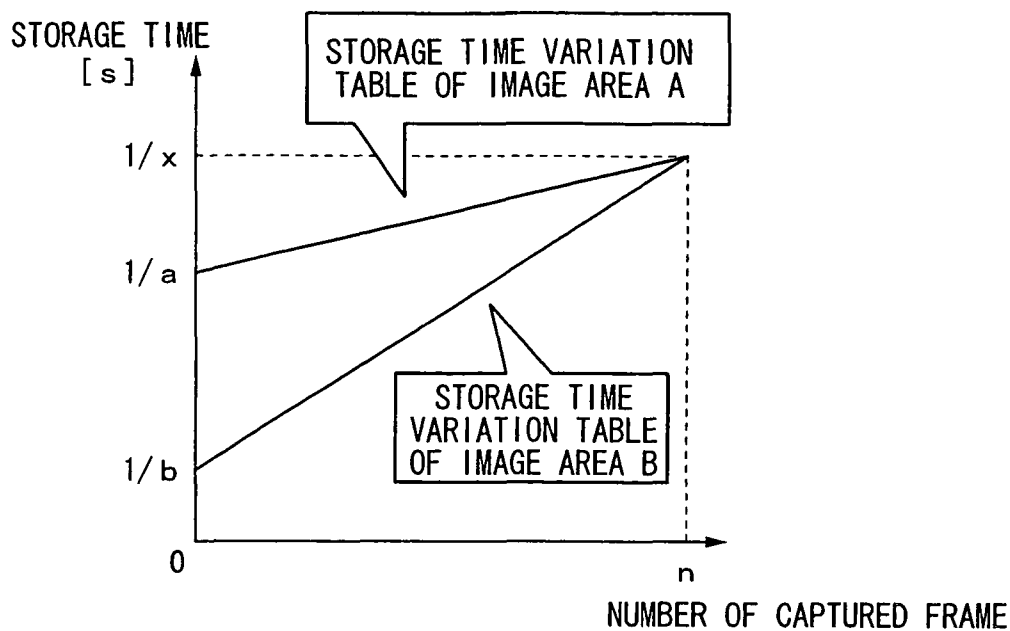 STORAGE TIME
[s]
STORAGE TIME VARIATION
TABLE OF IMAGE AREA A
1/x
1/a
1/b
STORAGE TIME
VARIATION TABLE
OF IMAGE AREA B
0
n
NUMBER OF CAPTURED FRAME